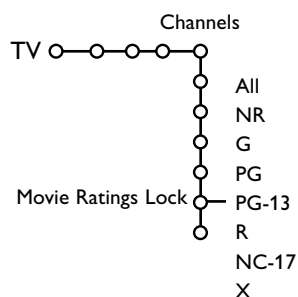 Channels
TV
All
NR
G
PG
Movie Ratings Lock PG-13
R
NC-17
X